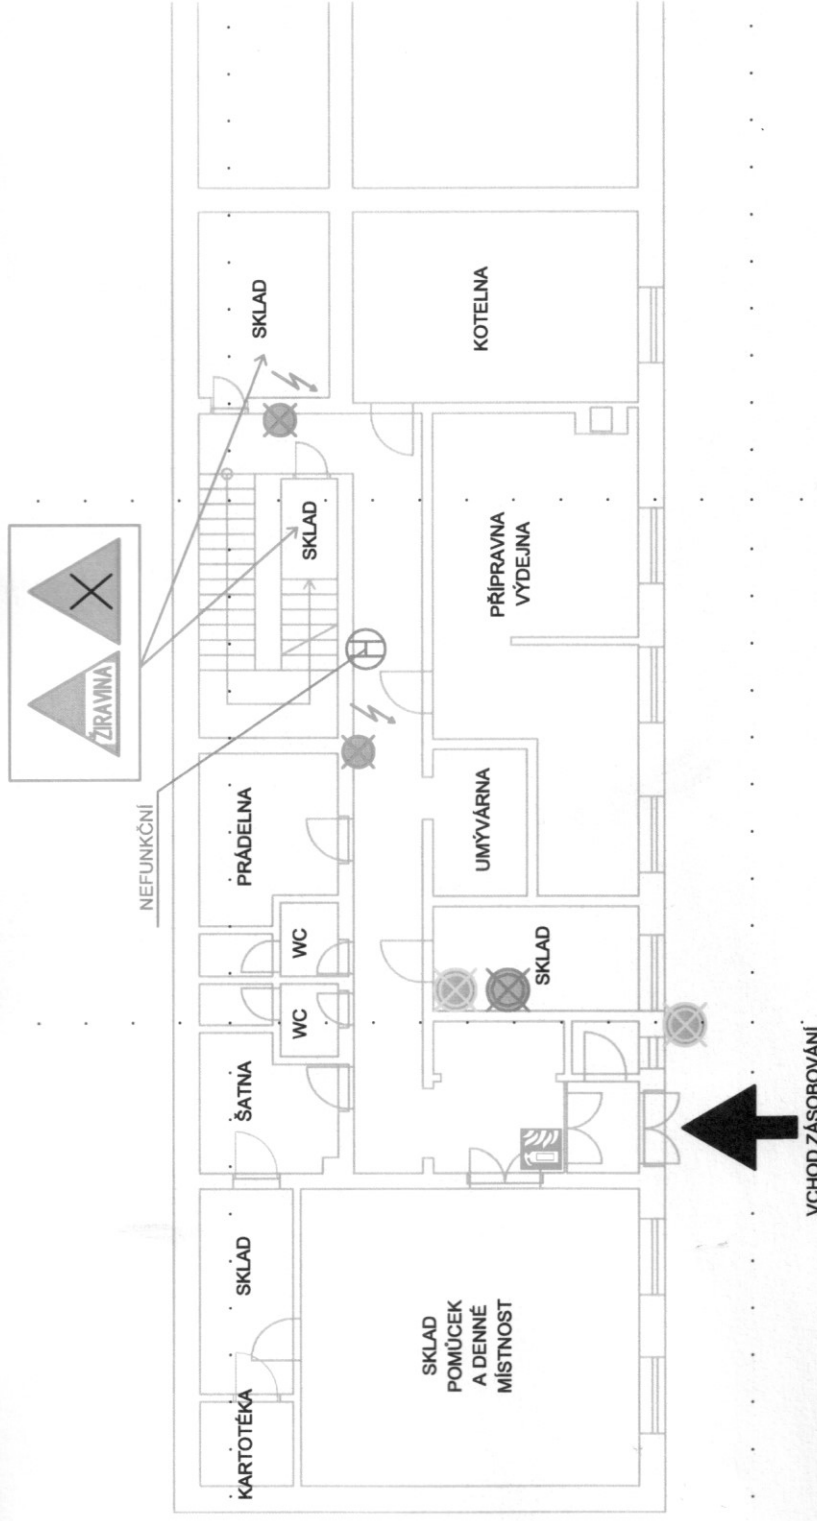 ŽÍRAVINA
NEFUNKČNÍ
KARTOTÉKA
SKLAD
ŠATNA
WC
WC
PRÁDELNA
SKLAD
SKLAD
H
SKLAD
POMŮCEK
A DENNÉ
MÍSTNOST
SKLAD
UMÝVÁRNA
PŘÍPRAVNA
VÝDEJNA
KOTELNA
VCHOD ZÁSOBOVÁNÍ